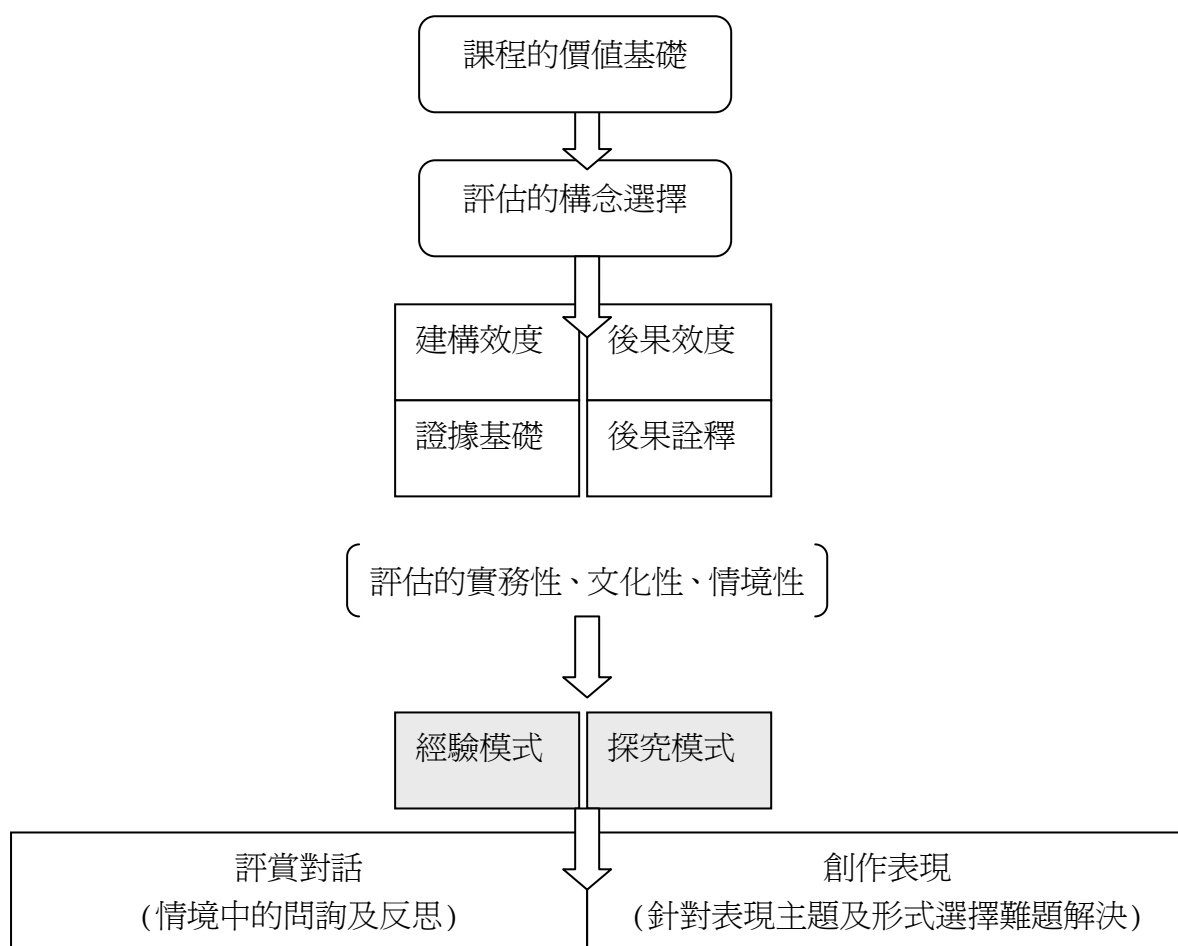 課程的價值基礎
評估的構念選擇
建構效度
後果效度
證據基礎
後果詮釋
評估的實務性、文化性、情境性
經驗模式
探究模式
評賞對話
(情境中的問詢及反思)
創作表現
(針對表現主題及形式選擇難題解決)